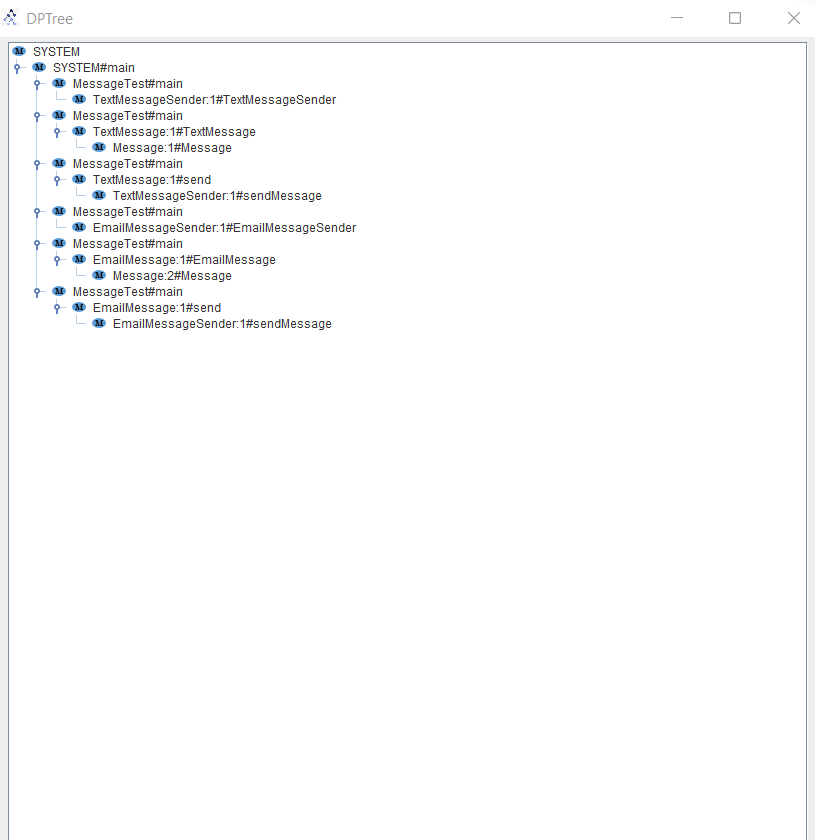 DPTree
SYSTEM
SYSTEM#main
MessageTest#main
TextMessageSender:1#TextMessageSender
MessageTest#main
TextMessage:1#TextMessage
Message:1#Message
MessageTest#main
TextMessage:1#send
TextMessageSender:1#sendMessage
MessageTest#main
EmailMessageSender:1#EmailMessageSender
MessageTest#main
EmailMessage:1#EmailMessage
Message:2#Message
MessageTest#main
EmailMessage:1#send
EmailMessageSender:1#sendMessage